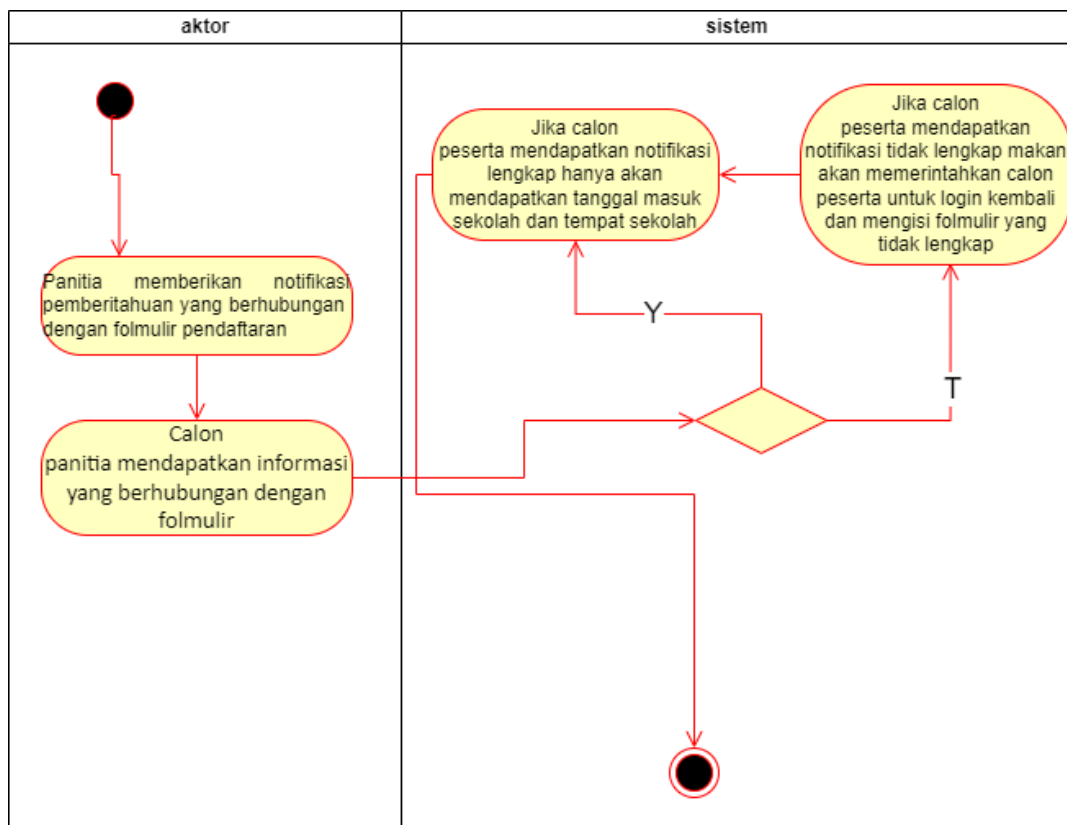 aktor
sistem
Panitia memberikan notifikasi
pemberitahuan yang berhubungan
dengan folmulir pendaftaran
Calon
panitia mendapatkan informasi
yang berhubungan dengan
folmulir
Jika calon
peserta mendapatkan notifikasi
lengkap hanya akan
mendapatkan tanggal masuk
sekolah dan tempat sekolah
Jika calon
peserta mendapatkan
notifikasi tidak lengkap makan
akan memerintahkan calon
peserta untuk login kembali
dan mengisi folmulir yang
tidak lengkap
Y
T